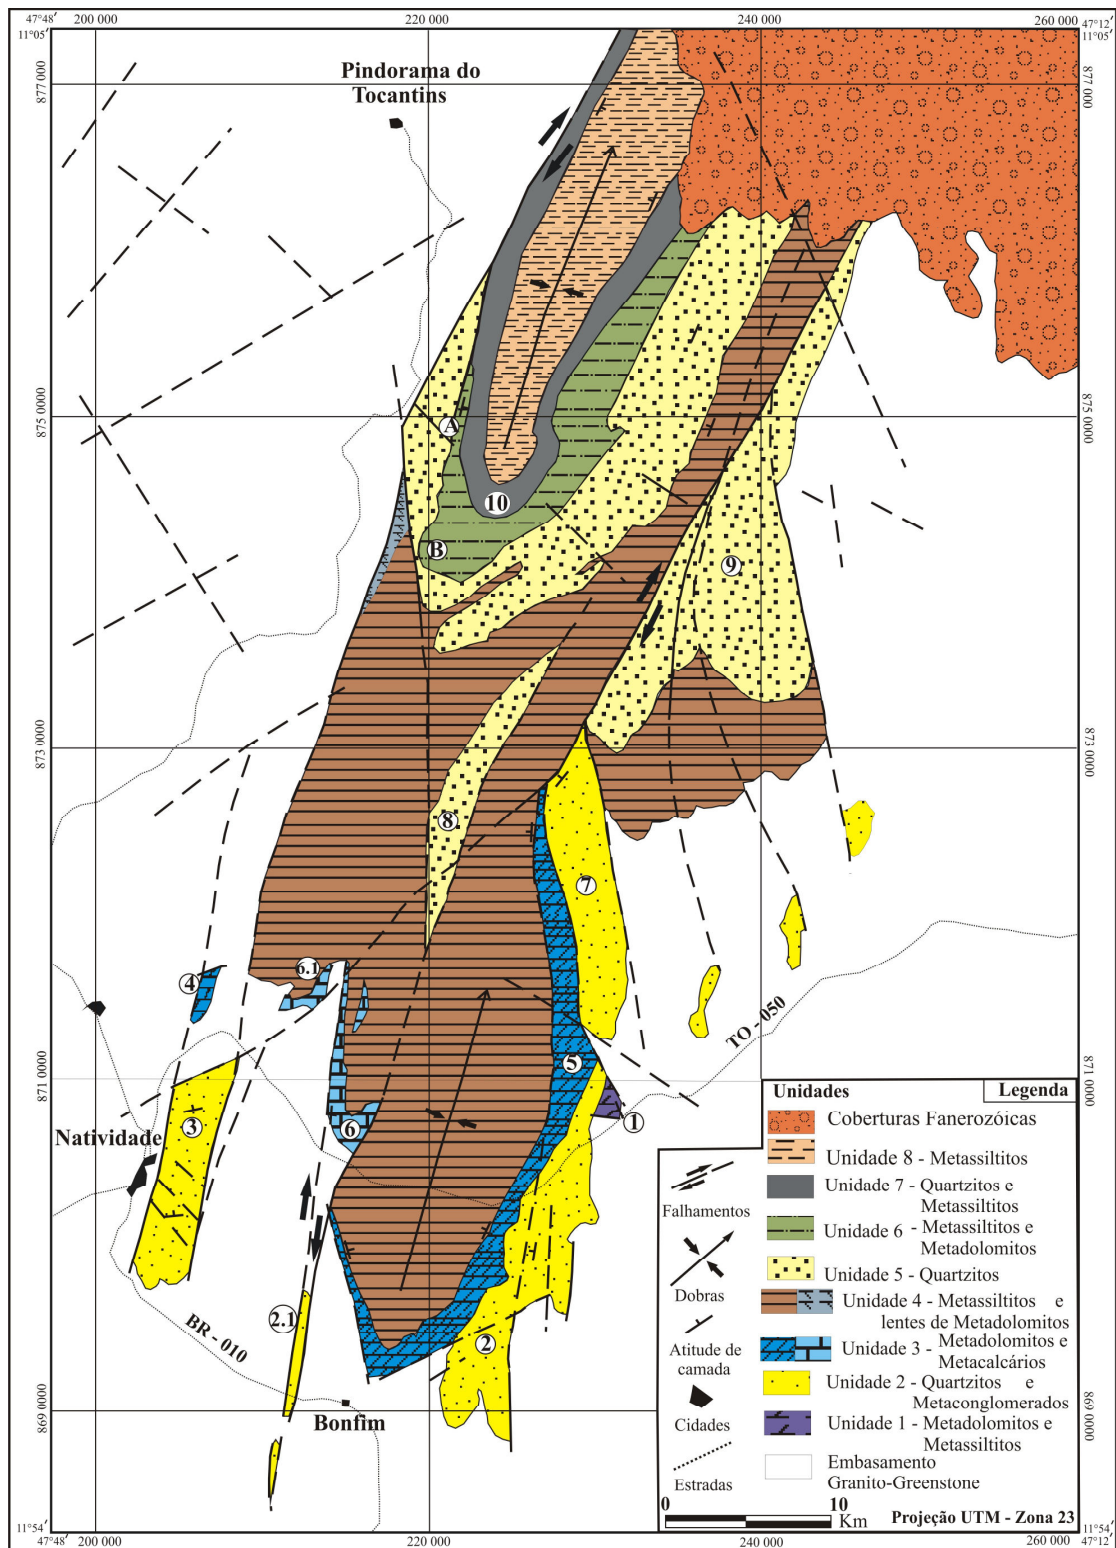 47°48'
200 000
220 000
240 000
260 000
47°12'
11°05'
11°05'
Pindorama do
Tocantins
877 000
877 000
A
875 0000
875 0000
10
B
9
873 0000
873 0000
8
7
6.1
4
TO - 050
5
871 0000
871 0000
1
3
6
Natividade
2.1
2
BR - 010
869 0000
869 0000
Bonfim
Unidades
Legenda
Coberturas Fanerozóicas
Unidade 8 - Metassiltitos
Unidade 7 - Quartzitos e
Metassiltitos
Unidade 6 - Metassiltitos e
Metadolomitos
Unidade 5 - Quartzitos
Unidade 4 - Metassiltitos e
lentes de Metadolomitos
Unidade 3 - Metadolomitos e
Metacalcários
Unidade 2 - Quartzitos e
Metaconglomerados
Unidade 1 - Metadolomitos e
Metassiltitos
Embasamento
Granito-Greenstone
Falhamentos
Dobras
Atitude de
camada
Cidades
Estradas
0
10
Km
Projeção UTM - Zona 23
11°54'
11°54'
47°48'
200 000
220 000
240 000
260 000
47°12'